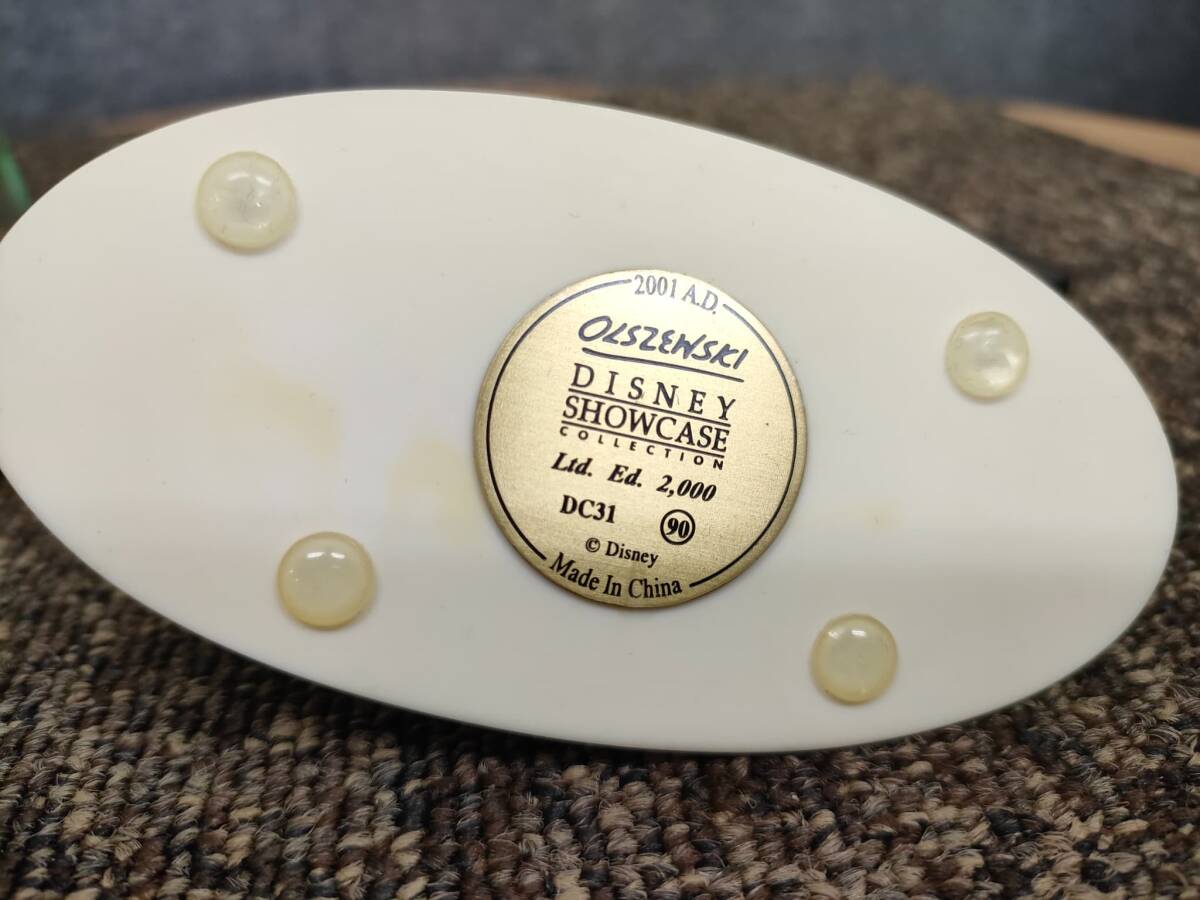 2001 A.D.
OLSZEWSKI
DISNEY
SHOWCASE
COLLECTION
Ltd. Ed. 2,000
DC31 90
© Disney
Made In China